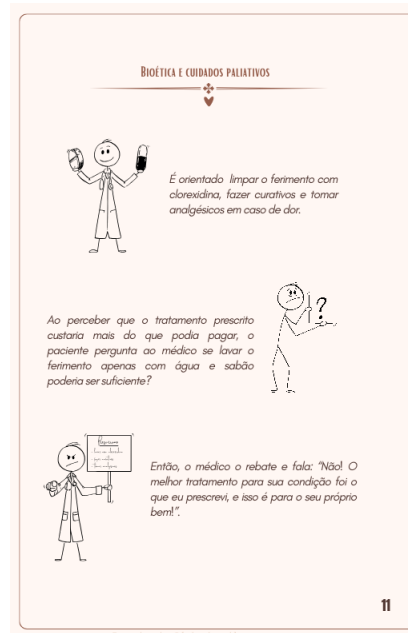 Bioética e cuidados paliativos
É orientado limpar o ferimento com
clorexidina, fazer curativos e tomar
analgésicos em caso de dor.
?
Ao perceber que o tratamento prescrito
custaria mais do que podia pagar, o
paciente pergunta ao médico se lavar o
ferimento apenas com água e sabão
poderia ser suficiente?
Então, o médico o rebate e fala: “Não! O
melhor tratamento para sua condição foi o
que eu prescrevi, e isso é para o seu próprio
bem!”.
11